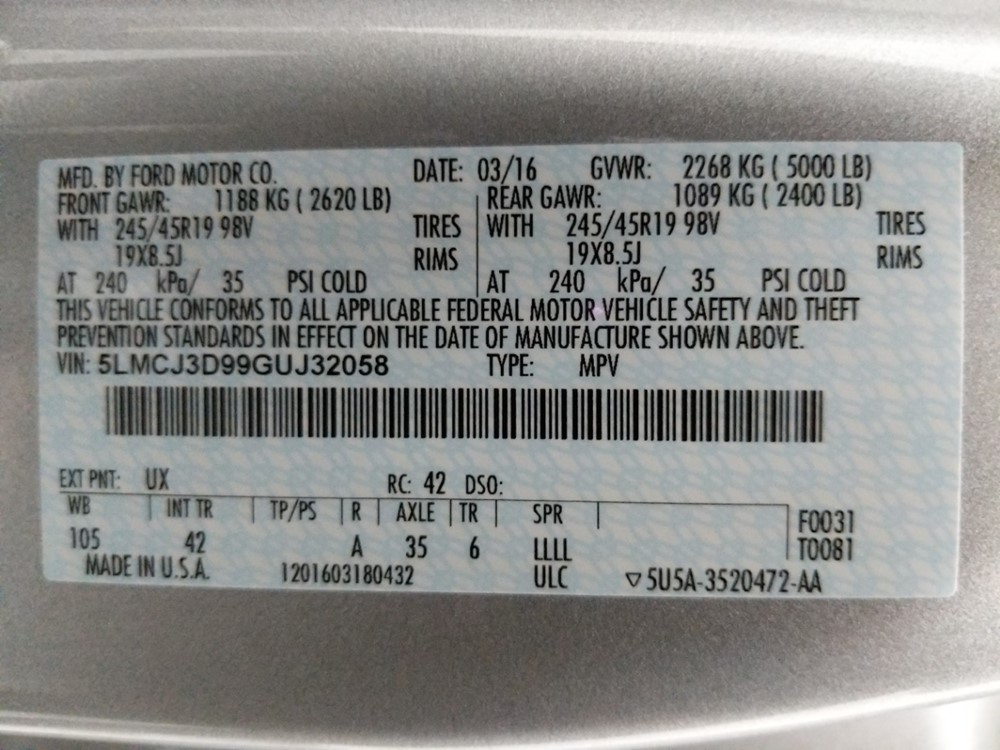 MFD. BY FORD MOTOR CO. DATE: 03/16 GVWR: 2268 KG ( 5000 LB)
FRONT GAWR: 1188 KG ( 2620 LB) REAR GAWR: 1089 KG ( 2400 LB)
WITH 245/45R19 98V TIRES WITH 245/45R19 98V TIRES
19X8.5J RIMS 19X8.5J RIMS
AT 240 kPa/ 35 PSI COLD AT 240 kPa/ 35 PSI COLD
THIS VEHICLE CONFORMS TO ALL APPLICABLE FEDERAL MOTOR VEHICLE SAFETY AND THEFT
PREVENTION STANDARDS IN EFFECT ON THE DATE OF MANUFACTURE SHOWN ABOVE.
VIN: 5LMCJ3D99GUJ32058 TYPE: MPV
EXT PNT: UX RC: 42 DSO:
WB INT TR TP/PS R AXLE TR SPR F0031
105 42 A 35 6 LLLL T0081
MADE IN U.S.A. 1201603180432 ULC ▽5U5A-3520472-AA